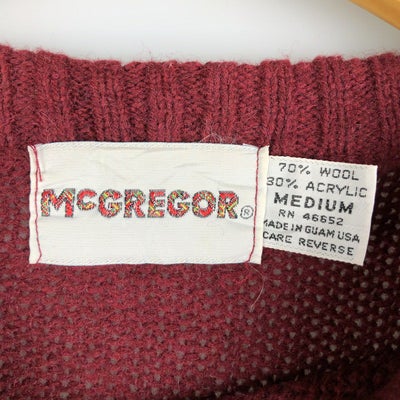 McGREGOR®
70% WOOL
30% ACRYLIC
MEDIUM
RN 46652
MADE IN GUAM USA
CARE REVERSE